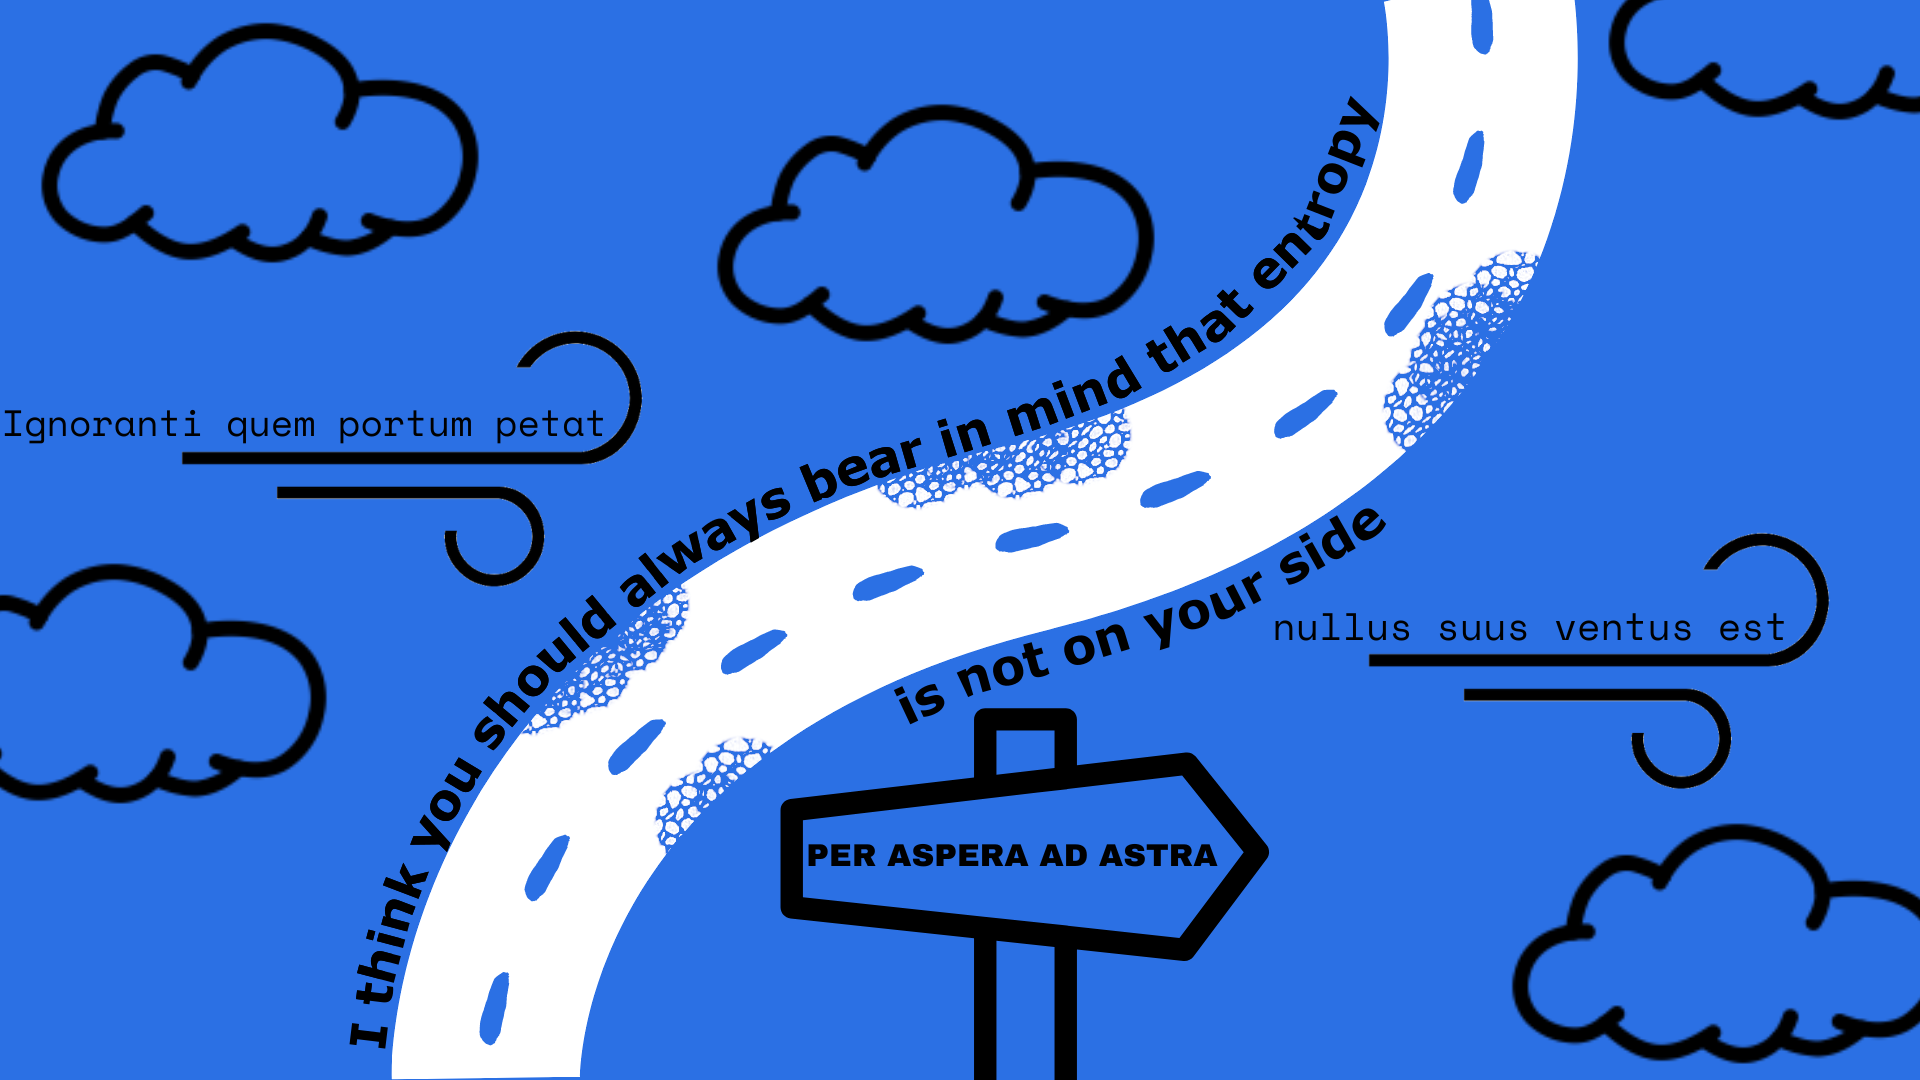 I think you should always bear in mind that entropy
is not on your side
Ignoranti quem portum petat
nullus suus ventus est
PER ASPERA AD ASTRA